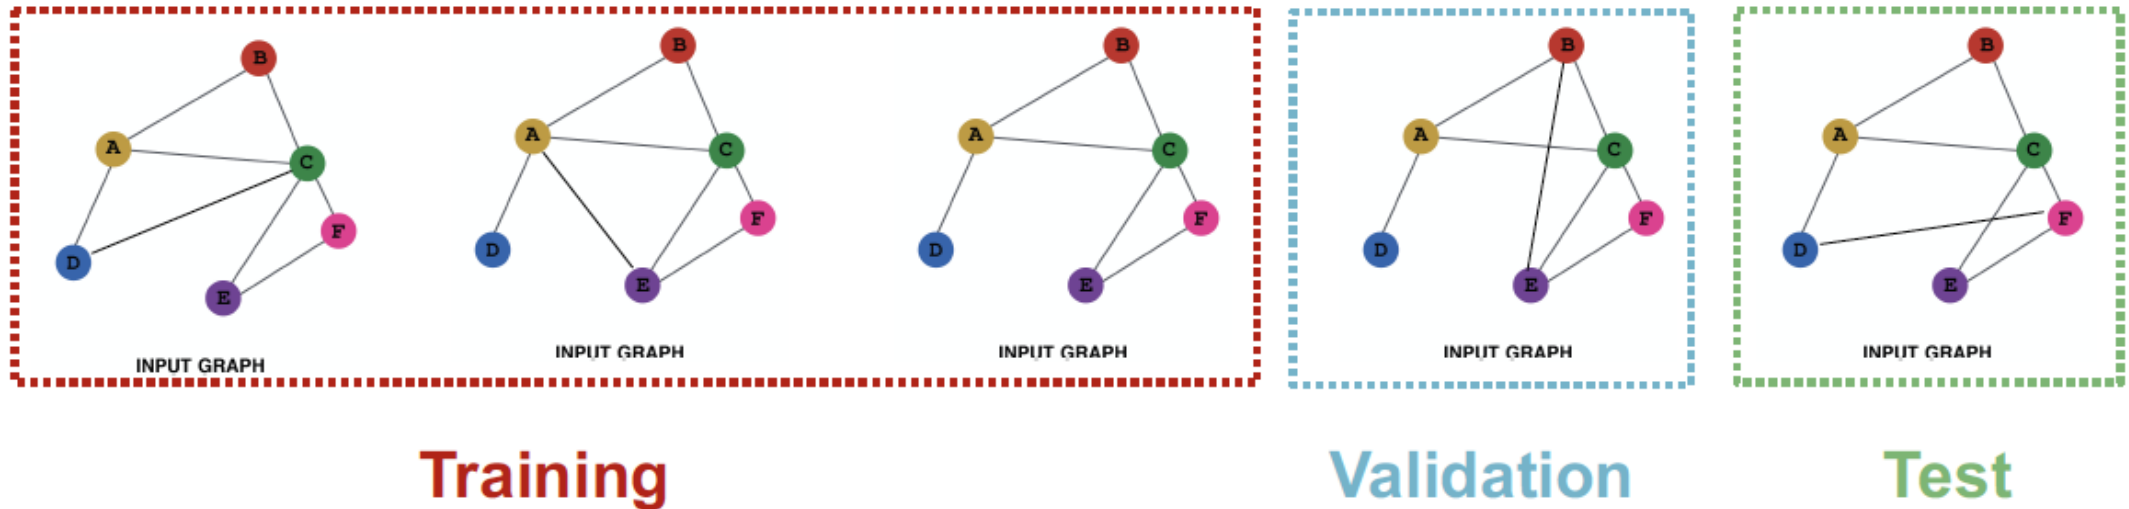 B
A
C
F
D
E
INPUT GRAPH
B
A
C
F
D
E
INPUT GRAPH
B
A
C
F
D
E
INPUT GRAPH
B
A
C
F
D
E
INPUT GRAPH
B
A
C
F
D
E
INPUT GRAPH
Training
Validation
Test